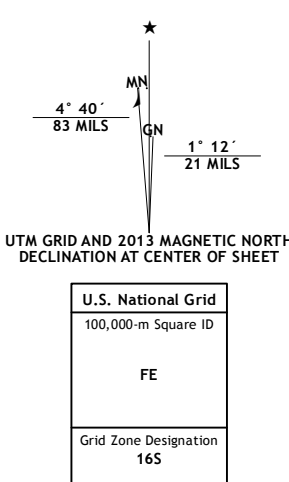 ★
MN
4° 40´
83 MILS
GN
1° 12´
21 MILS
UTM GRID AND 2013 MAGNETIC NORTH
DECLINATION AT CENTER OF SHEET
U.S. National Grid
100,000-m Square ID
FE
Grid Zone Designation
16S